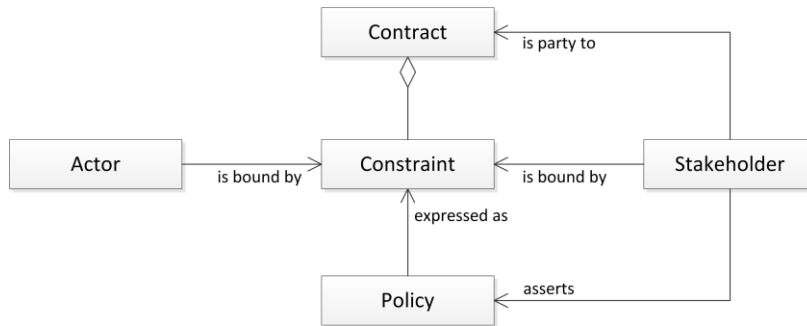 Contract
is party to
Actor
is bound by
Constraint
is bound by
Stakeholder
expressed as
Policy
asserts